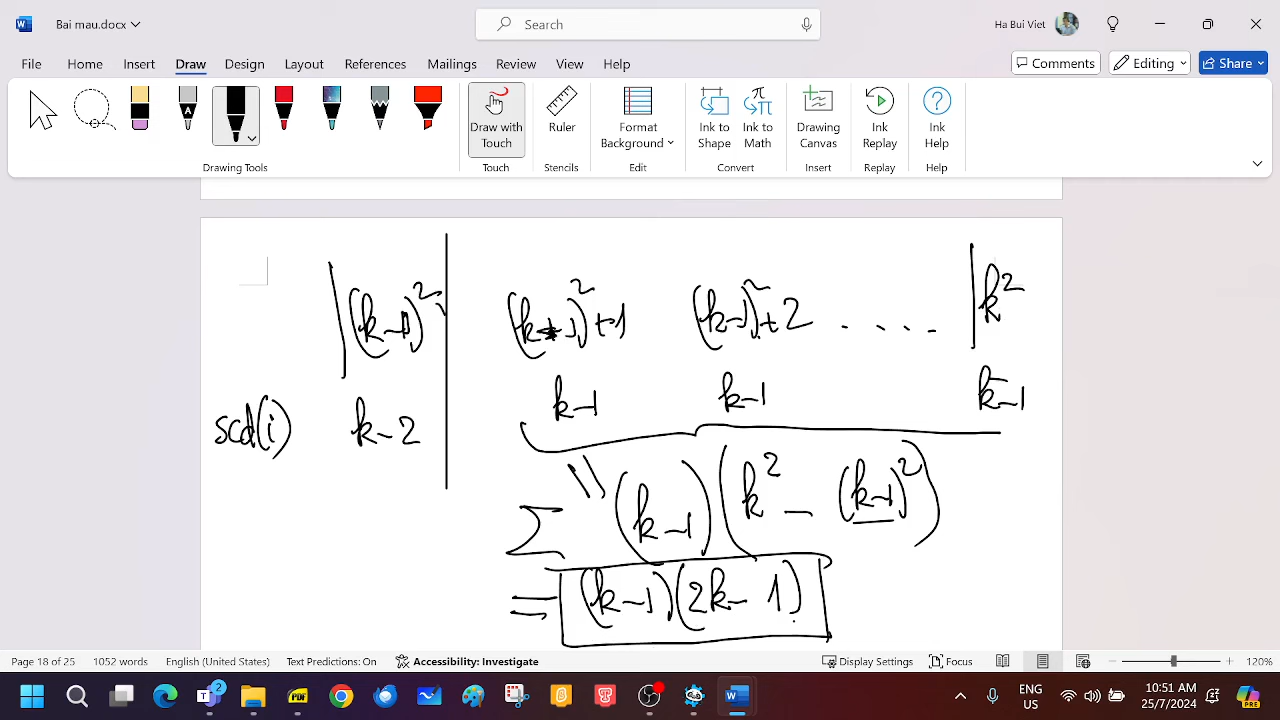 Bai mau.docx
Search
Ha Bui Viet
File Home Insert Draw Design Layout References Mailings Review View Help
Comments Editing Share
Draw with Touch
Ruler
Format Background
Ink to Shape
Ink to Math
Drawing Canvas
Ink Replay
Ink Help
Drawing Tools Touch Stencils Edit Convert Insert Replay Help
(k-1)² (k-1)²+1 (k-1)²+2 .... k²
scd(i) k-2 k-1 k-1 k-1
Σ (k-1)(k² - (k-1)²)
= (k-1)(2k-1)
Page 18 of 25 1052 words English (United States) Text Predictions: On Accessibility: Investigate Display Settings Focus 120%
ENG US 10:51 AM 25/7/2024